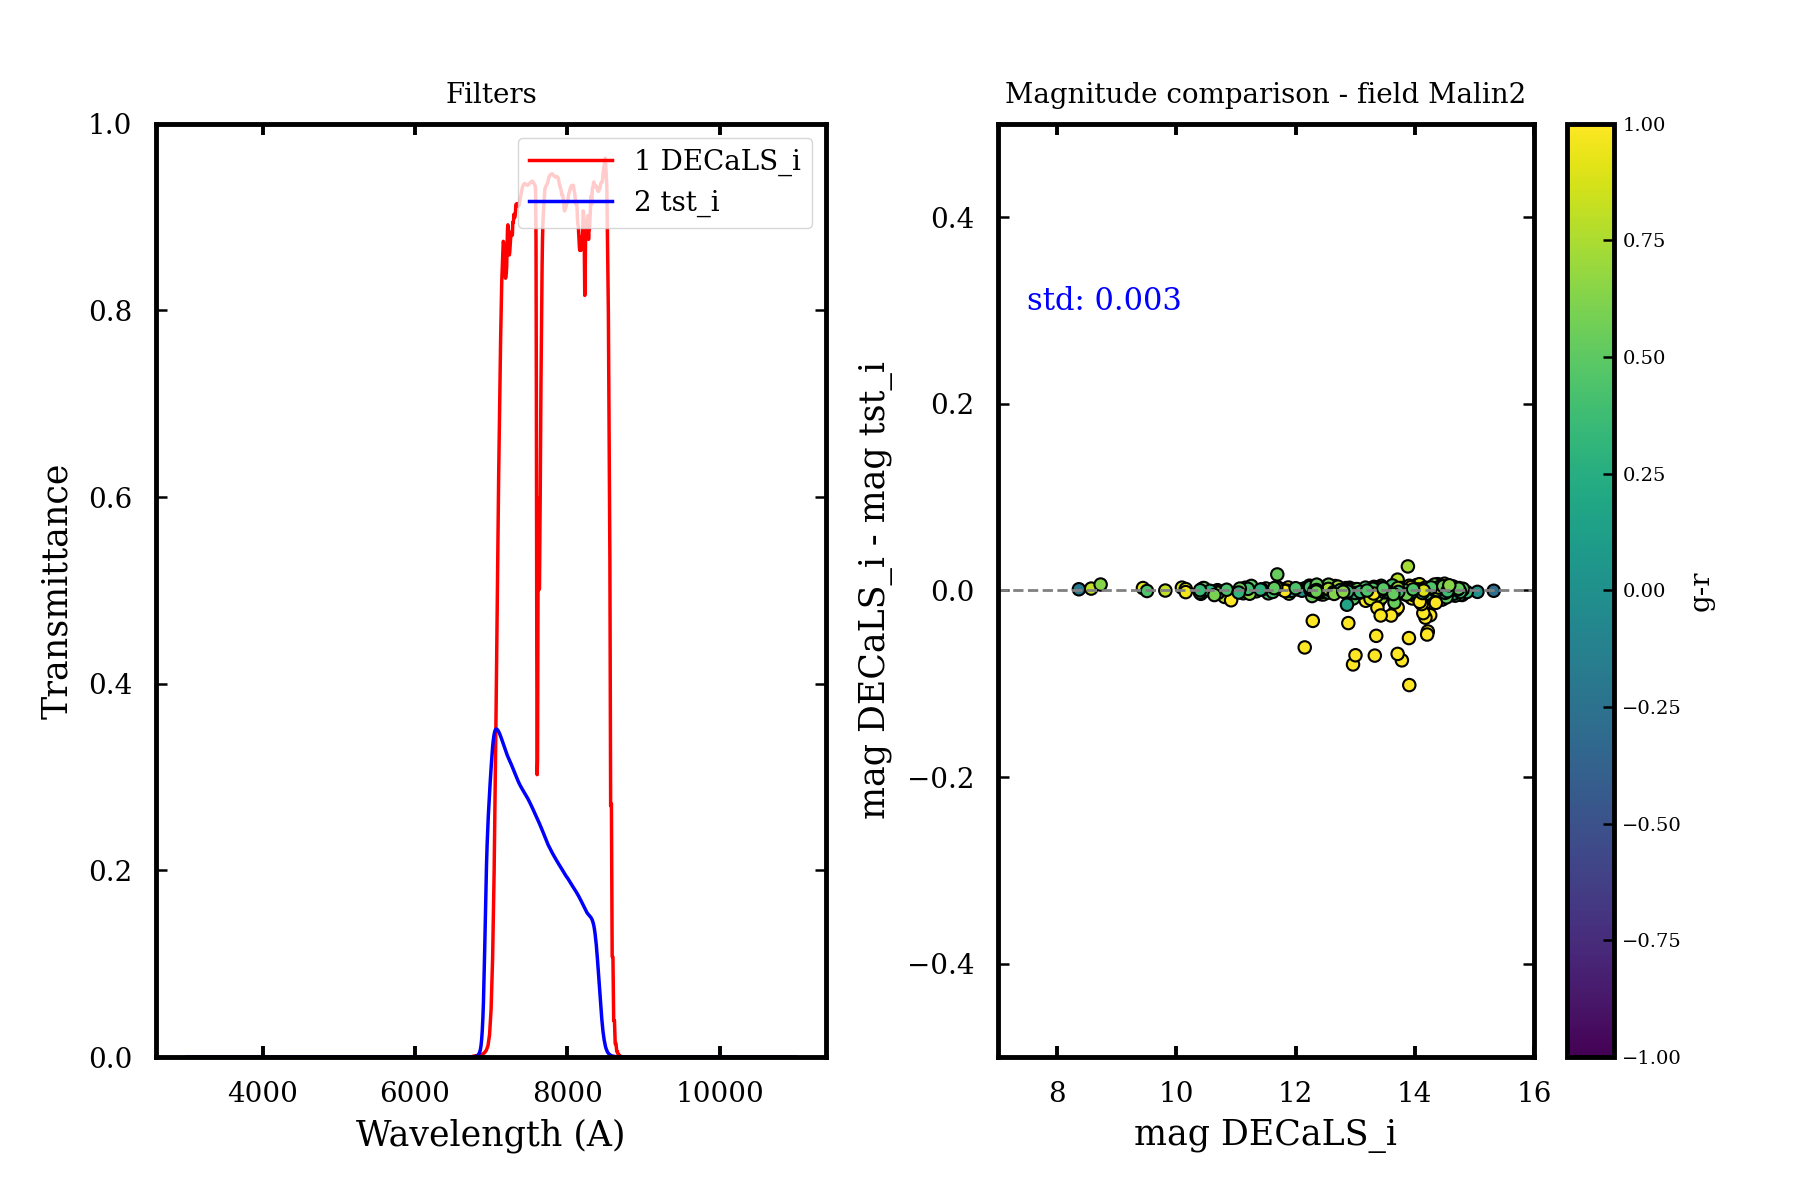 Filters
1 DECaLS_i
2 tst_i
1.0
0.8
0.6
0.4
0.2
0.0
Transmittance
4000
6000
8000
10000
Wavelength (A)
Magnitude comparison - field Malin2
std: 0.003
0.4
0.2
0.0
−0.2
−0.4
mag DECaLS_i - mag tst_i
8
10
12
14
16
mag DECaLS_i
1.00
0.75
0.50
0.25
0.00
−0.25
−0.50
−0.75
−1.00
g-r